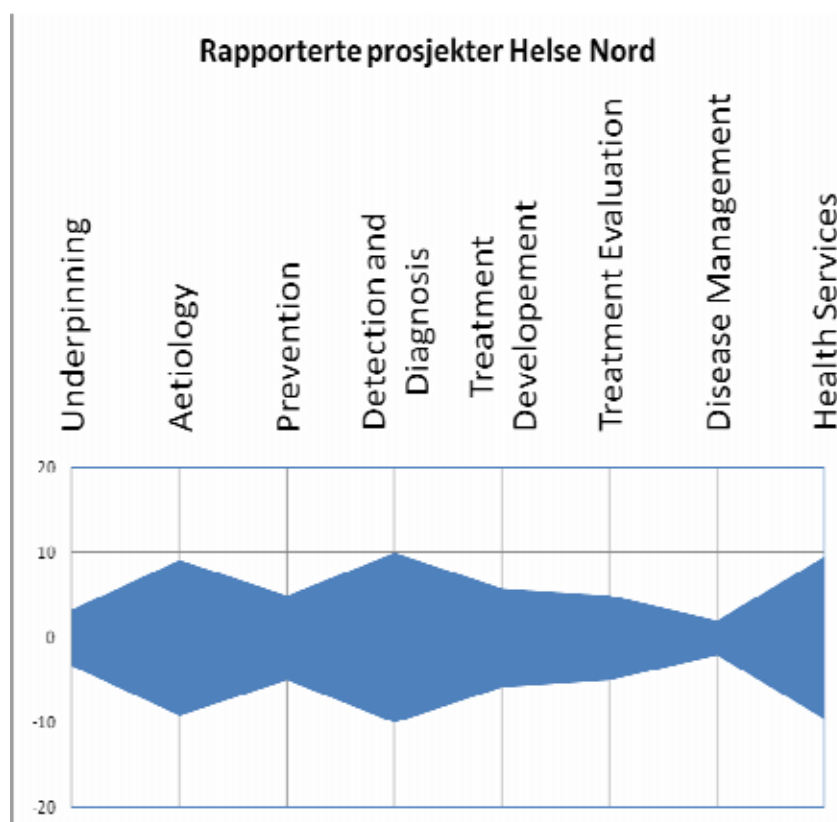 Rapporterte prosjekter Helse Nord
Underpinning
Aetiology
Prevention
Detection and
Diagnosis
Treatment
Developement
Treatment Evaluation
Disease Management
Health Services
20
10
0
-10
-20